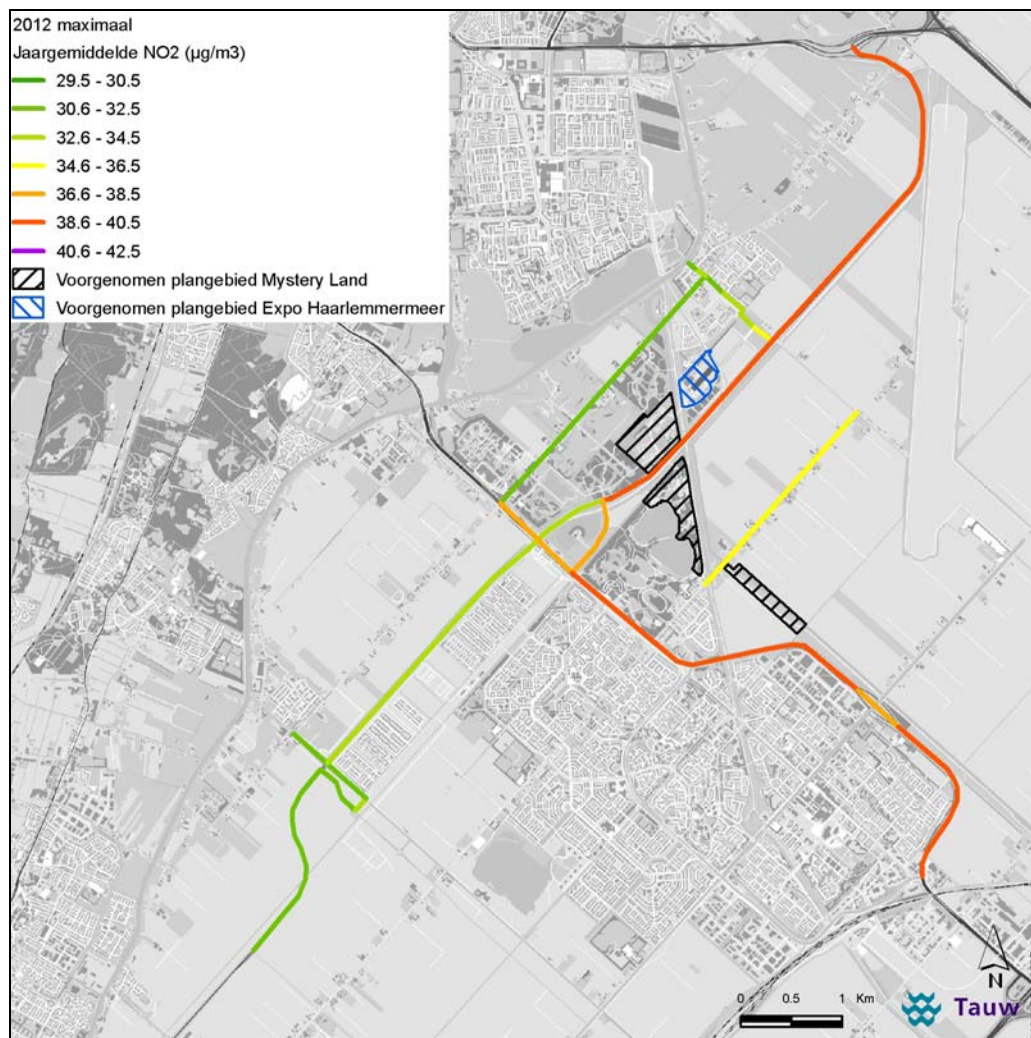 2012 maximaal
Jaargemiddelde NO2 (µg/m3)
29.5 - 30.5
30.6 - 32.5
32.6 - 34.5
34.6 - 36.5
36.6 - 38.5
38.6 - 40.5
40.6 - 42.5
Voorgenomen plangebied Mystery Land
Voorgenomen plangebied Expo Haarlemmermeer
N
0 0.5 1 Km
Tauw